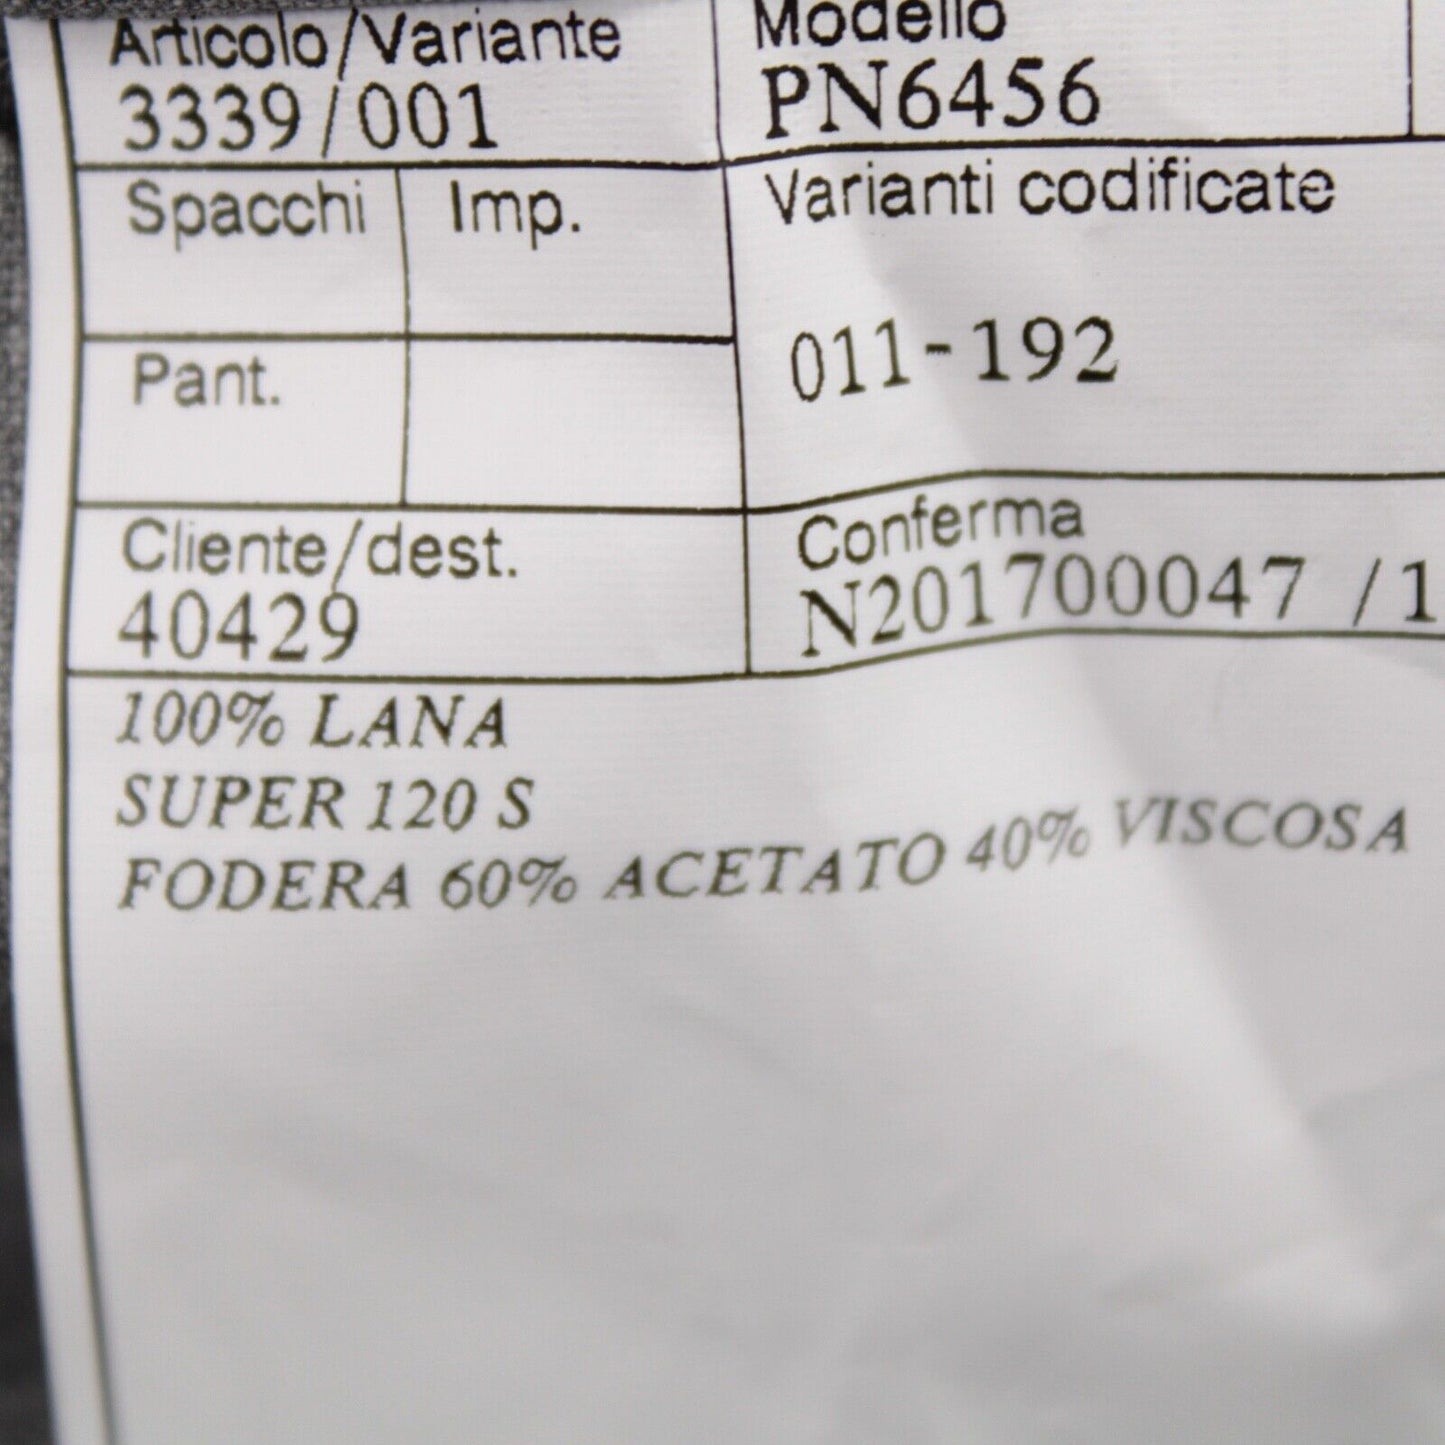 Articolo/Variante
3339/001
Modello
PN6456
Spacchi
Imp.
Varianti codificate
011-192
Pant.
Cliente/dest.
40429
Conferma
N201700047 /1
100% LANA
SUPER 120 S
FODERA 60% ACETATO 40% VISCOSA